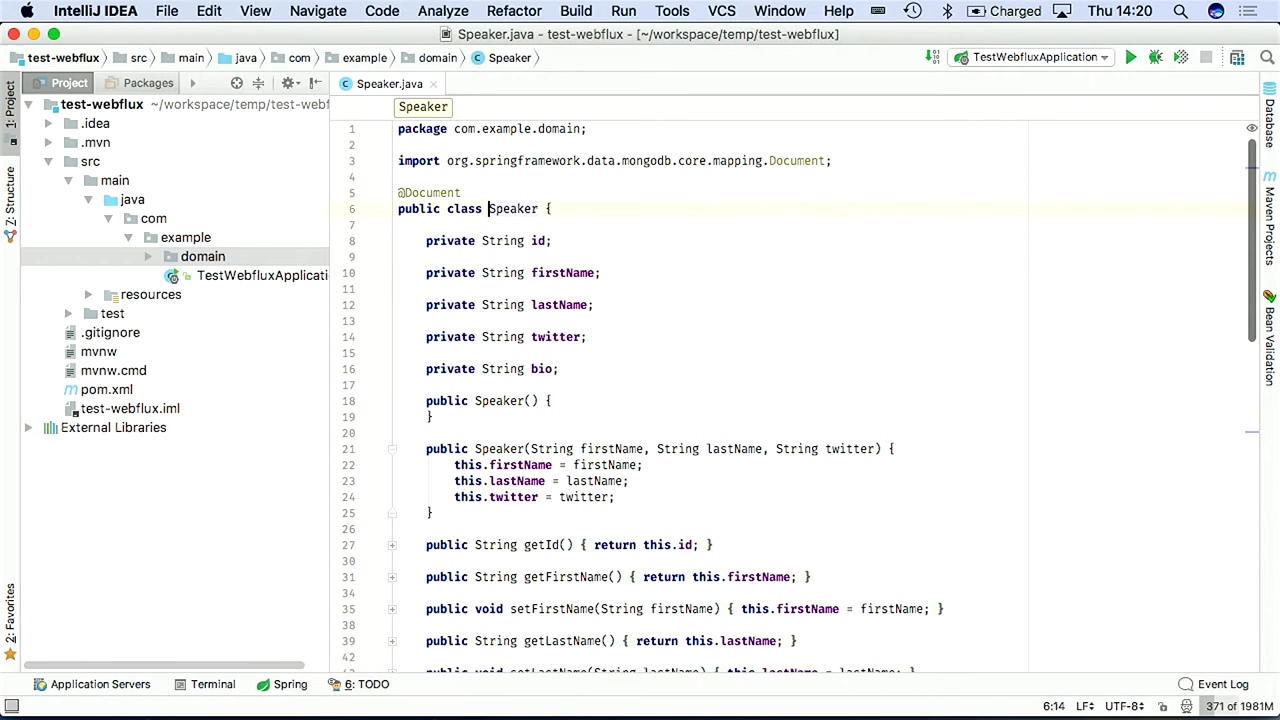 IntelliJ IDEA File Edit View Navigate Code Analyze Refactor Build Run Tools VCS Window Help Charged Thu 14:20
Speaker.java - test-webflux - [~/workspace/temp/test-webflux]
test-webflux src main java com example domain Speaker TestWebfluxApplication
Project Packages Speaker.java
Speaker
test-webflux ~/workspace/temp/test-webf
.idea
.mvn
src
main
java
com
example
domain
TestWebfluxApplicati
resources
test
.gitignore
mvnw
mvnw.cmd
pom.xml
test-webflux.iml
External Libraries
1: Project
Z: Structure
2: Favorites
1 package com.example.domain;
2
3 import org.springframework.data.mongodb.core.mapping.Document;
4
5 @Document
6 public class Speaker {
7
8 private String id;
9
10 private String firstName;
11
12 private String lastName;
13
14 private String twitter;
15
16 private String bio;
17
18 public Speaker() {
19 }
20
21 public Speaker(String firstName, String lastName, String twitter) {
22 this.firstName = firstName;
23 this.lastName = lastName;
24 this.twitter = twitter;
25 }
26
27 public String getId() { return this.id; }
30
31 public String getFirstName() { return this.firstName; }
34
35 public void setFirstName(String firstName) { this.firstName = firstName; }
38
39 public String getLastName() { return this.lastName; }
42
Database
Maven Projects
Bean Validation
Application Servers Terminal Spring 6: TODO Event Log
6:14 LF÷ UTF-8÷ 371 of 1981M